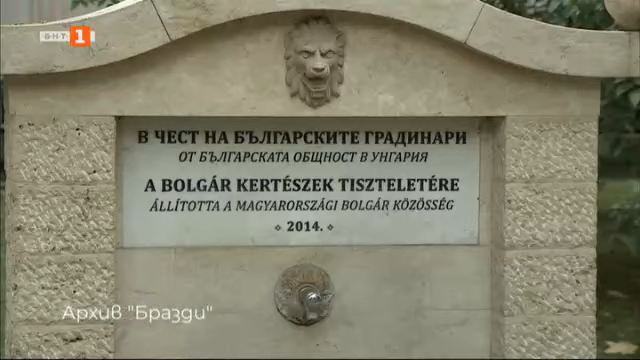 БНТ 1
В ЧЕСТ НА БЪЛГАРСКИТЕ ГРАДИНАРИ
ОТ БЪЛГАРСКАТА ОБЩНОСТ В УНГАРИЯ
A BOLGÁR KERTÉSZEK TISZTELETÉRE
ÁLLÍTOTTA A MAGYARORSZÁGI BOLGÁR KÖZÖSSÉG
2014.
Архив "Бразди"